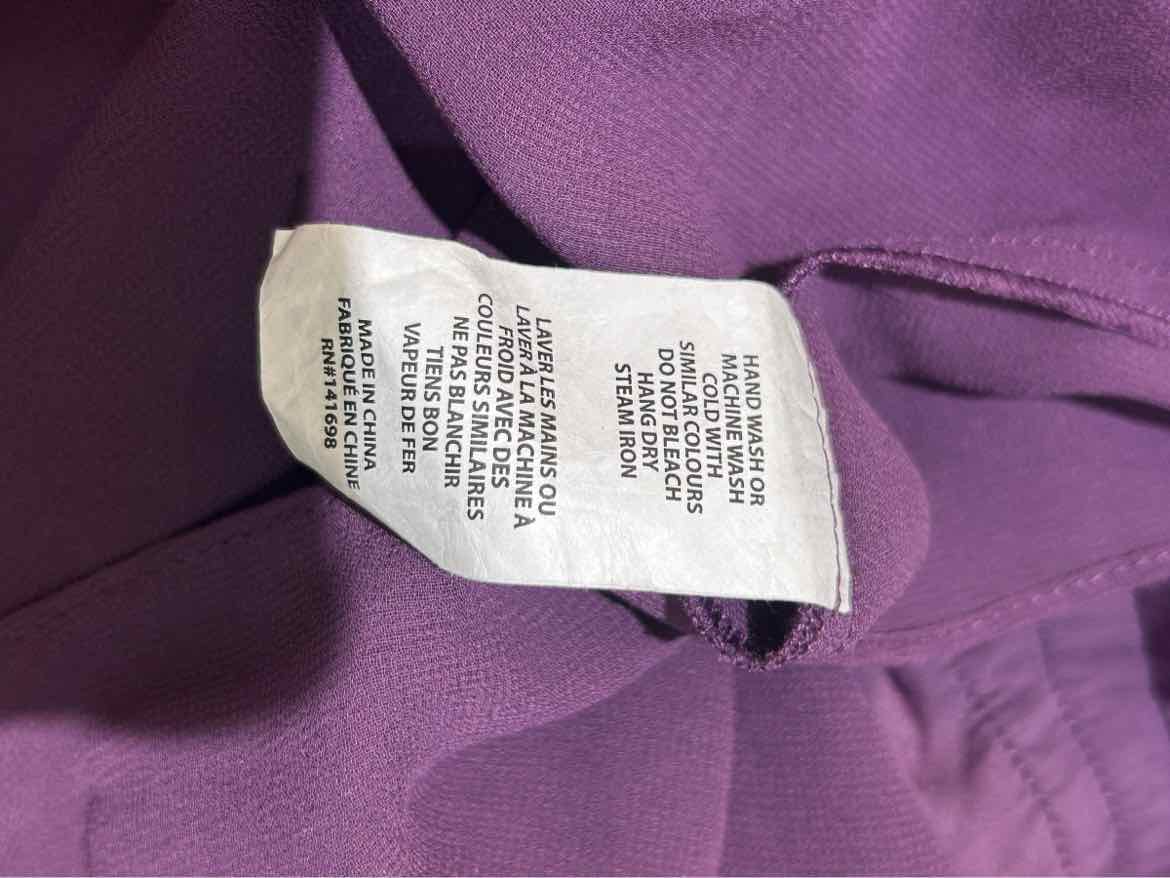 HAND WASH OR
MACHINE WASH
COLD WITH
SIMILAR COLOURS
DO NOT BLEACH
HANG DRY
STEAM IRON
LAVER LES MAINS OU
LAVER À LA MACHINE À
FROID AVEC DES
COULEURS SIMILAIRES
NE PAS BLANCHIR
TIENS BON
VAPEUR DE FER
MADE IN CHINA
FABRIQUÉ EN CHINE
RN#141698